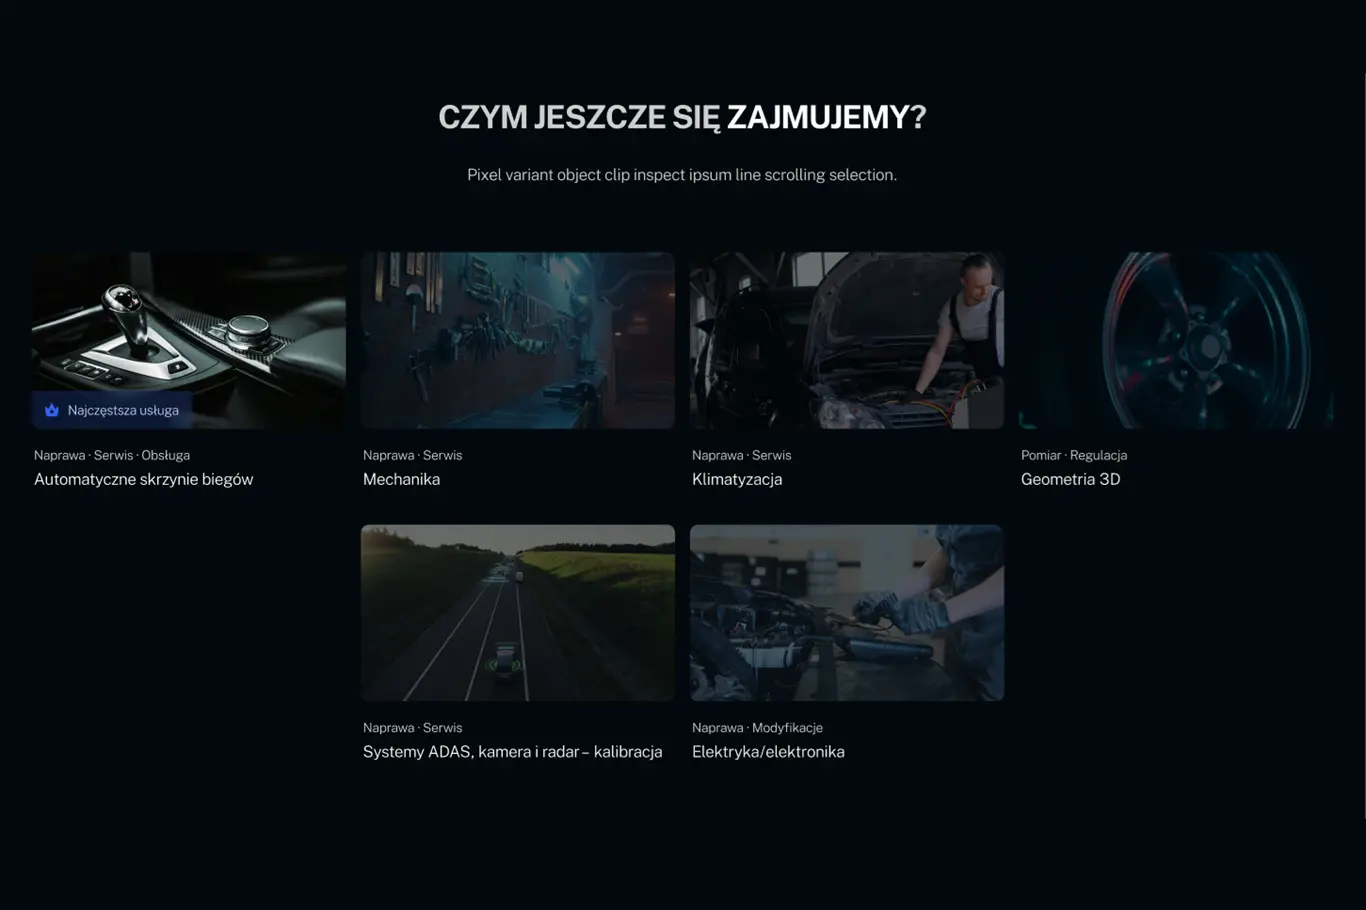 CZYM JESZCZE SIĘ ZAJMUJEMY?
Pixel variant object clip inspect ipsum line scrolling selection.
Najczęstsza usługa
Naprawa · Serwis · Obsługa
Automatyczne skrzynie biegów
Naprawa · Serwis
Mechanika
Naprawa · Serwis
Klimatyzacja
Pomiar · Regulacja
Geometria 3D
Naprawa · Serwis
Systemy ADAS, kamera i radar – kalibracja
Naprawa · Modyfikacje
Elektryka/elektronika